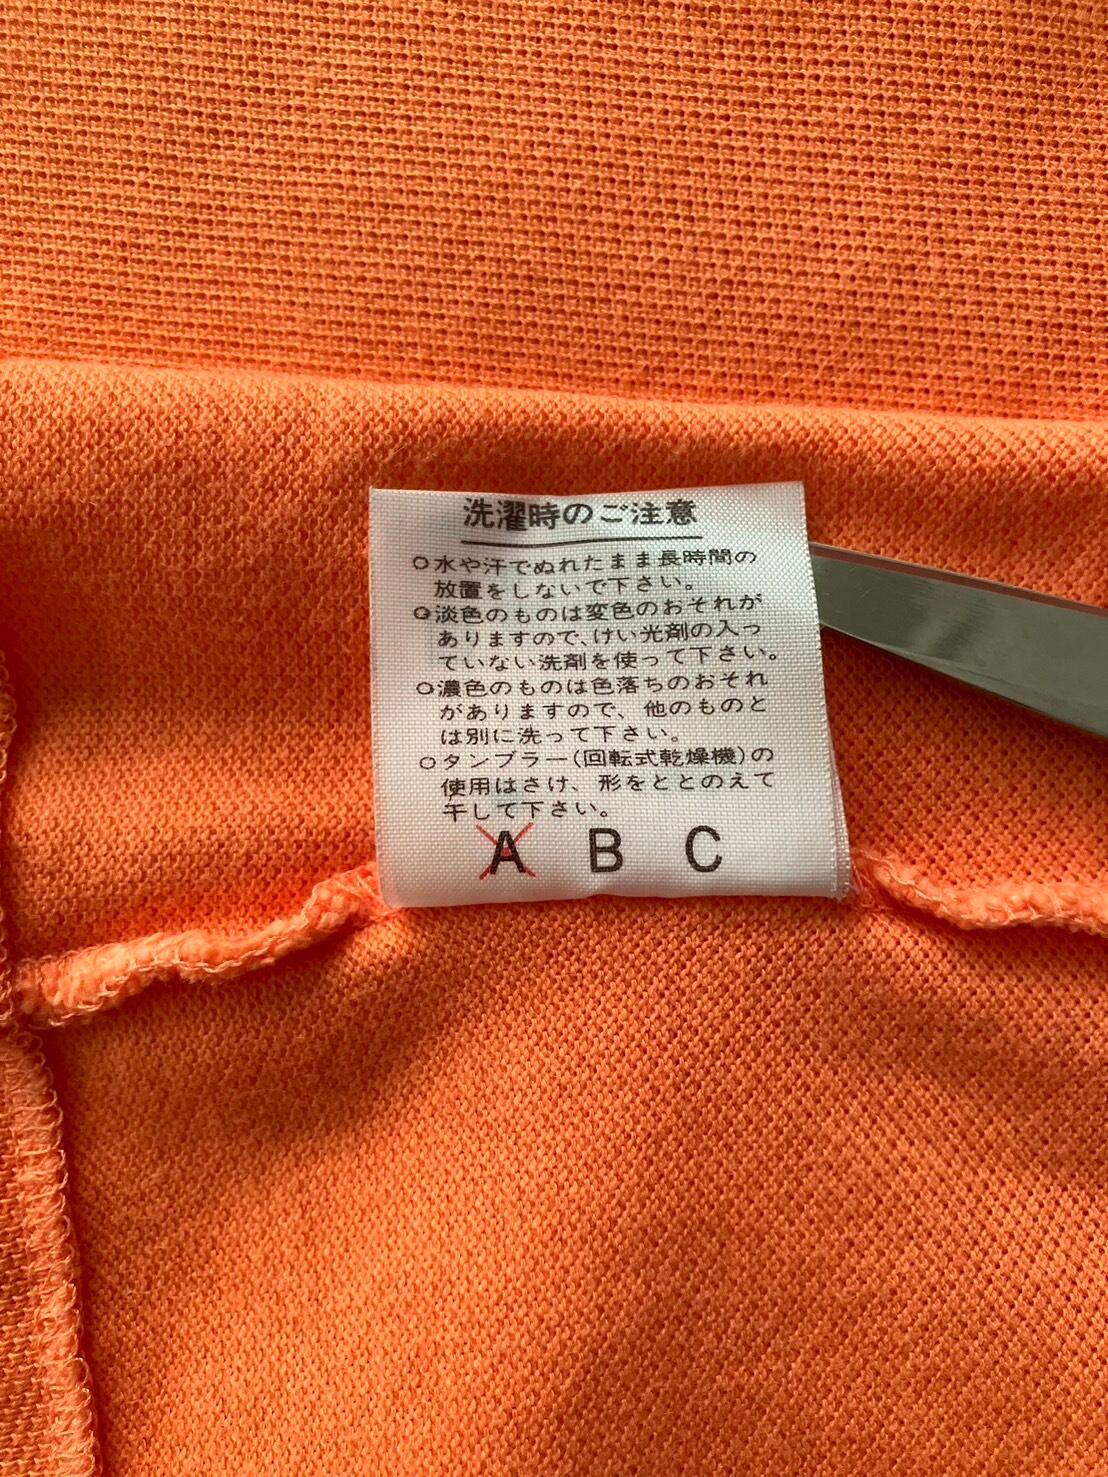 洗濯時のご注意
○水や汗でぬれたまま長時間の
放置をしないで下さい。
○淡色のものは変色のおそれが
ありますので、けい光剤の入っ
ていない洗剤を使って下さい。
○濃色のものは色落ちのおそれ
がありますので、他のものと
は別に洗って下さい。
○タンブラー(回転式乾燥機)の
使用はさけ、形をととのえて
干して下さい。
A B C